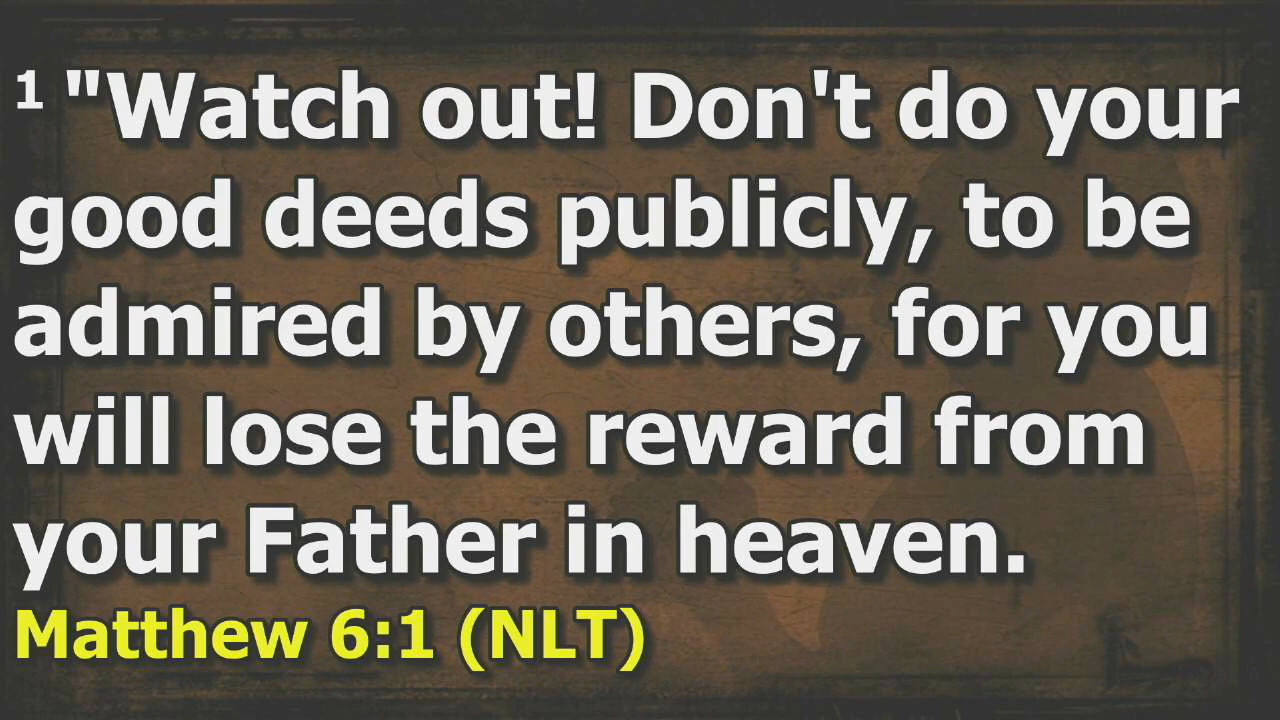 1 "Watch out! Don't do your
good deeds publicly, to be
admired by others, for you
will lose the reward from
your Father in heaven.
Matthew 6:1 (NLT)